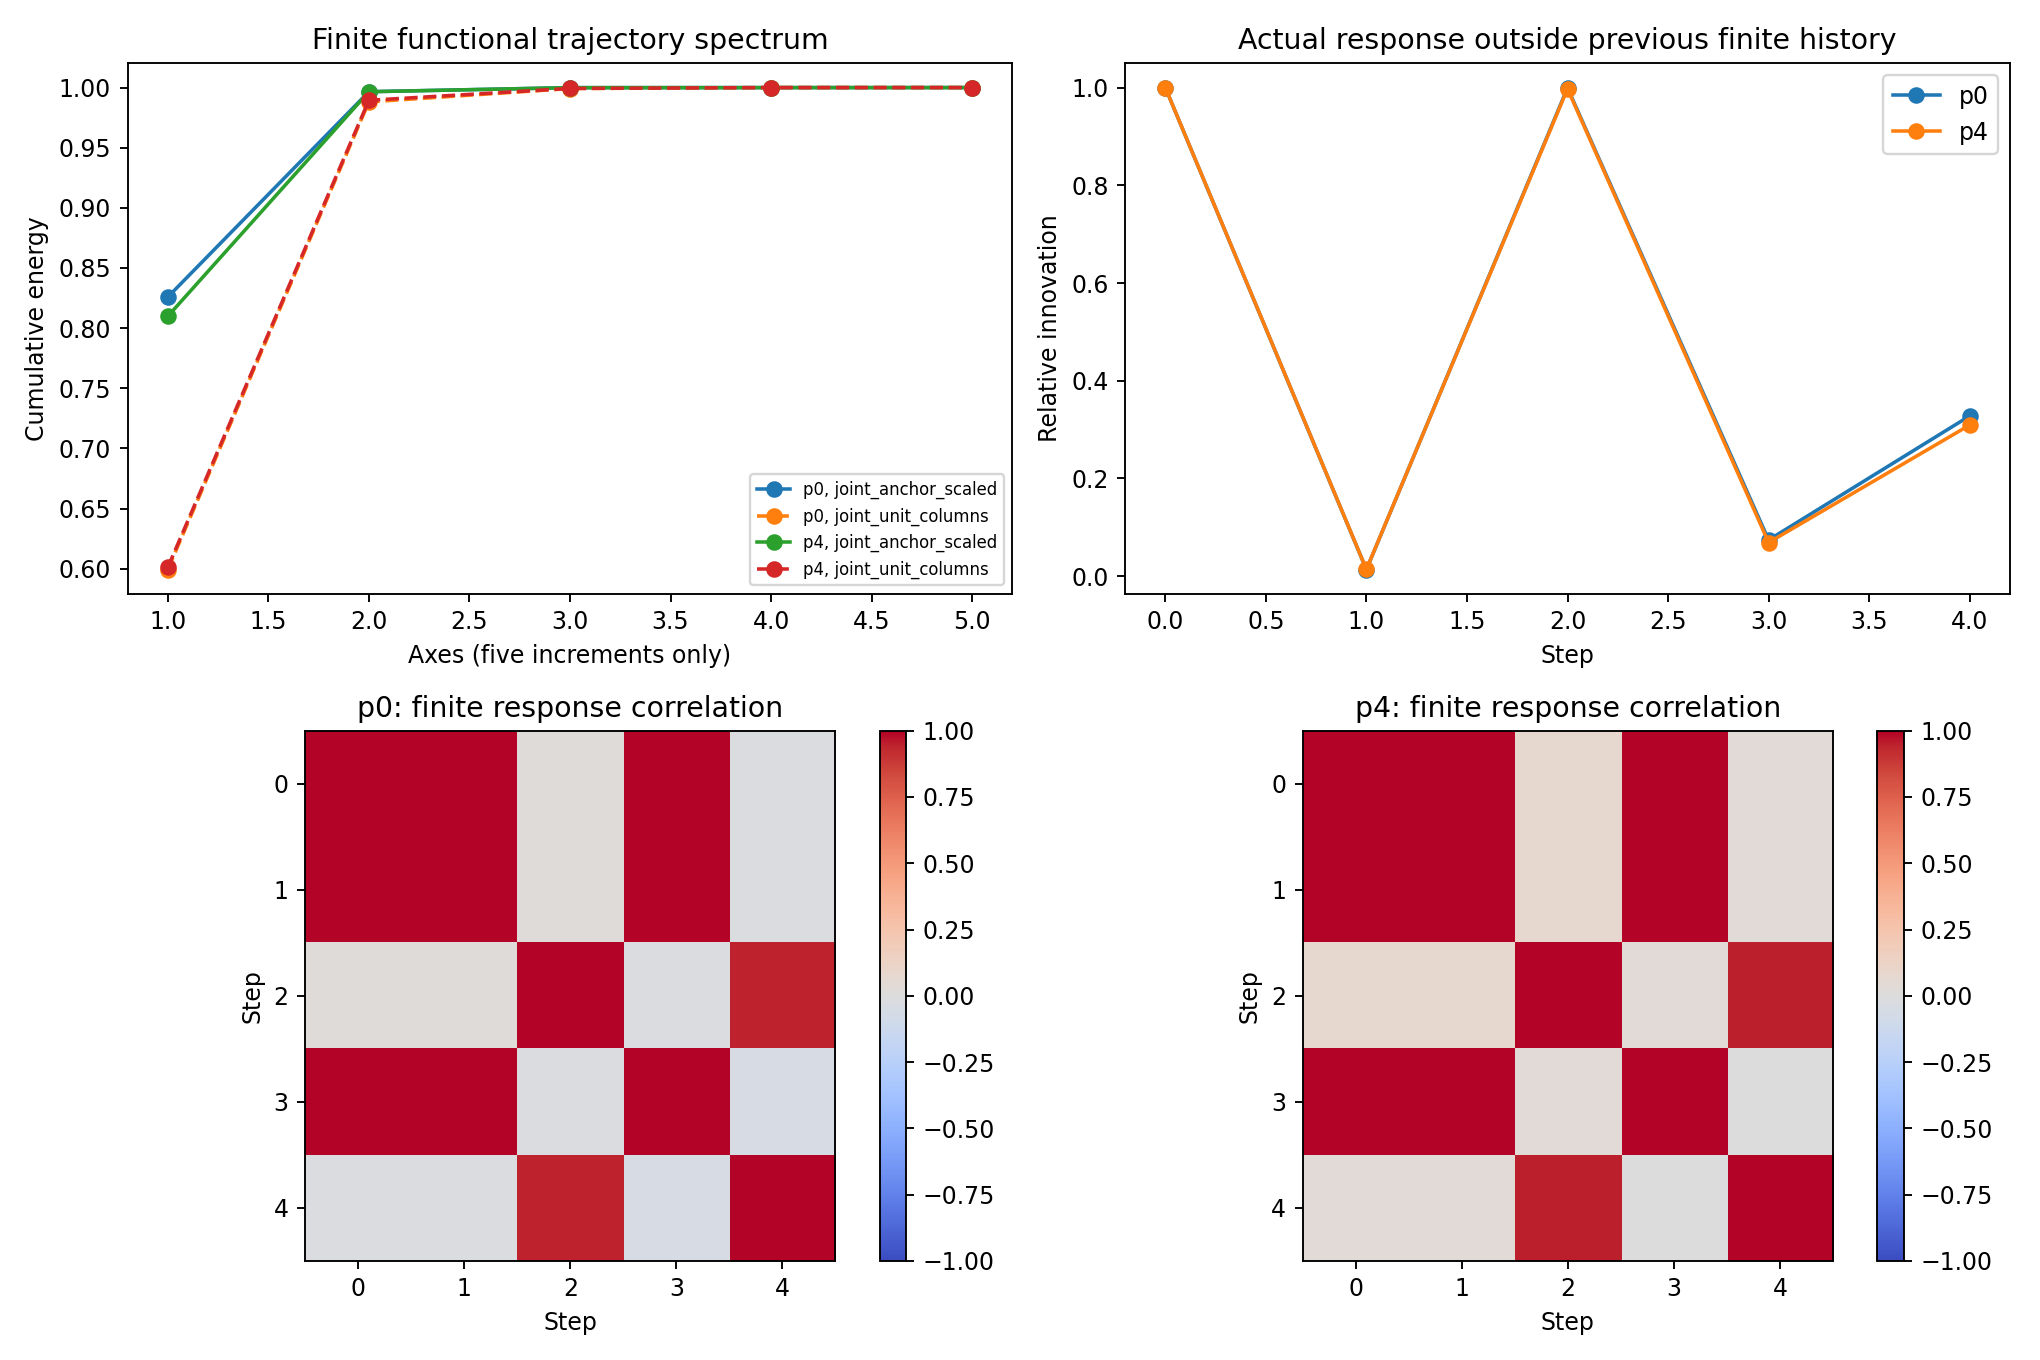 Finite functional trajectory spectrum
Cumulative energy
1.00
0.95
0.90
0.85
0.80
0.75
0.70
0.65
0.60
p0, joint_anchor_scaled
p0, joint_unit_columns
p4, joint_anchor_scaled
p4, joint_unit_columns
1.0 1.5 2.0 2.5 3.0 3.5 4.0 4.5 5.0
Axes (five increments only)
Actual response outside previous finite history
Relative innovation
1.0
0.8
0.6
0.4
0.2
0.0
p0
p4
0.0 0.5 1.0 1.5 2.0 2.5 3.0 3.5 4.0
Step
p0: finite response correlation
Step
0
1
2
3
4
0 1 2 3 4
Step
1.00
0.75
0.50
0.25
0.00
−0.25
−0.50
−0.75
−1.00
p4: finite response correlation
Step
0
1
2
3
4
0 1 2 3 4
Step
1.00
0.75
0.50
0.25
0.00
−0.25
−0.50
−0.75
−1.00